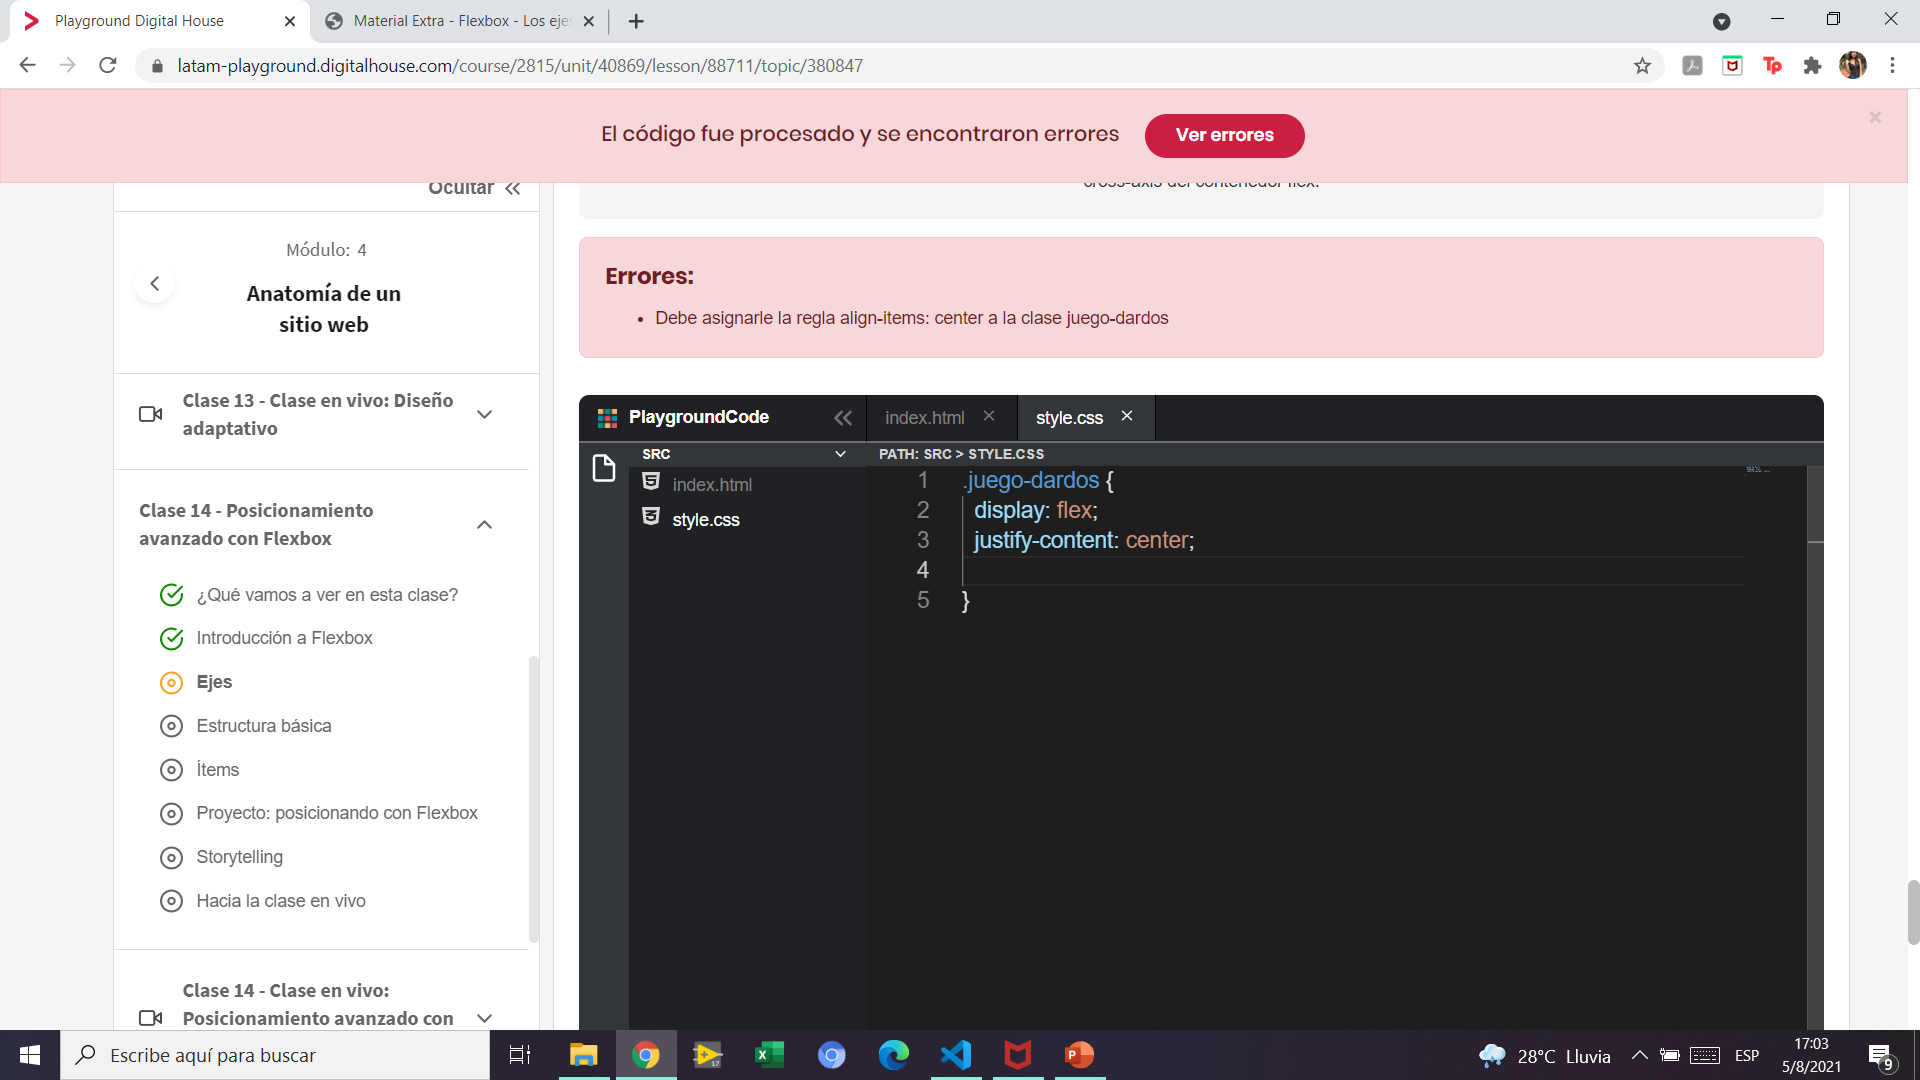 Playground Digital House
Material Extra - Flexbox - Los eje
latam-playground.digitalhouse.com/course/2815/unit/40869/lesson/88711/topic/380847
El código fue procesado y se encontraron errores
Ver errores
Ocultar
cross-axis del contenedor flex.
Módulo: 4
Anatomía de un
sitio web
Errores:
Debe asignarle la regla align-items: center a la clase juego-dardos
Clase 13 - Clase en vivo: Diseño
adaptativo
Clase 14 - Posicionamiento
avanzado con Flexbox
¿Qué vamos a ver en esta clase?
Introducción a Flexbox
Ejes
Estructura básica
Ítems
Proyecto: posicionando con Flexbox
Storytelling
Hacia la clase en vivo
Clase 14 - Clase en vivo:
Posicionamiento avanzado con
PlaygroundCode
index.html
style.css
SRC
PATH: SRC > STYLE.CSS
index.html
style.css
1 .juego-dardos {
2 display: flex;
3 justify-content: center;
4
5 }
Escribe aquí para buscar
28°C Lluvia
ESP
17:03
5/8/2021
9